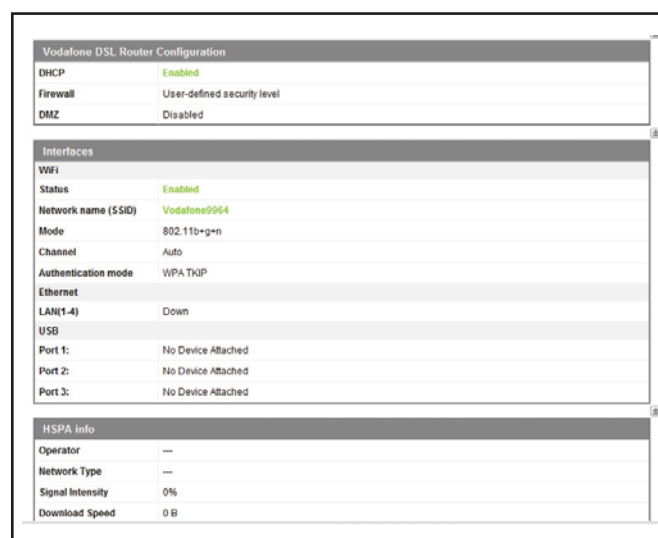 Vodafone DSL Router Configuration
DHCP Enabled
Firewall User-defined security level
DMZ Disabled
Interfaces
WiFi
Status Enabled
Network name (SSID) Vodafone9964
Mode 802.11b+g+n
Channel Auto
Authentication mode WPA TKIP
Ethernet
LAN(1-4) Down
USB
Port 1: No Device Attached
Port 2: No Device Attached
Port 3: No Device Attached
HSPA info
Operator ---
Network Type ---
Signal Intensity 0%
Download Speed 0 B